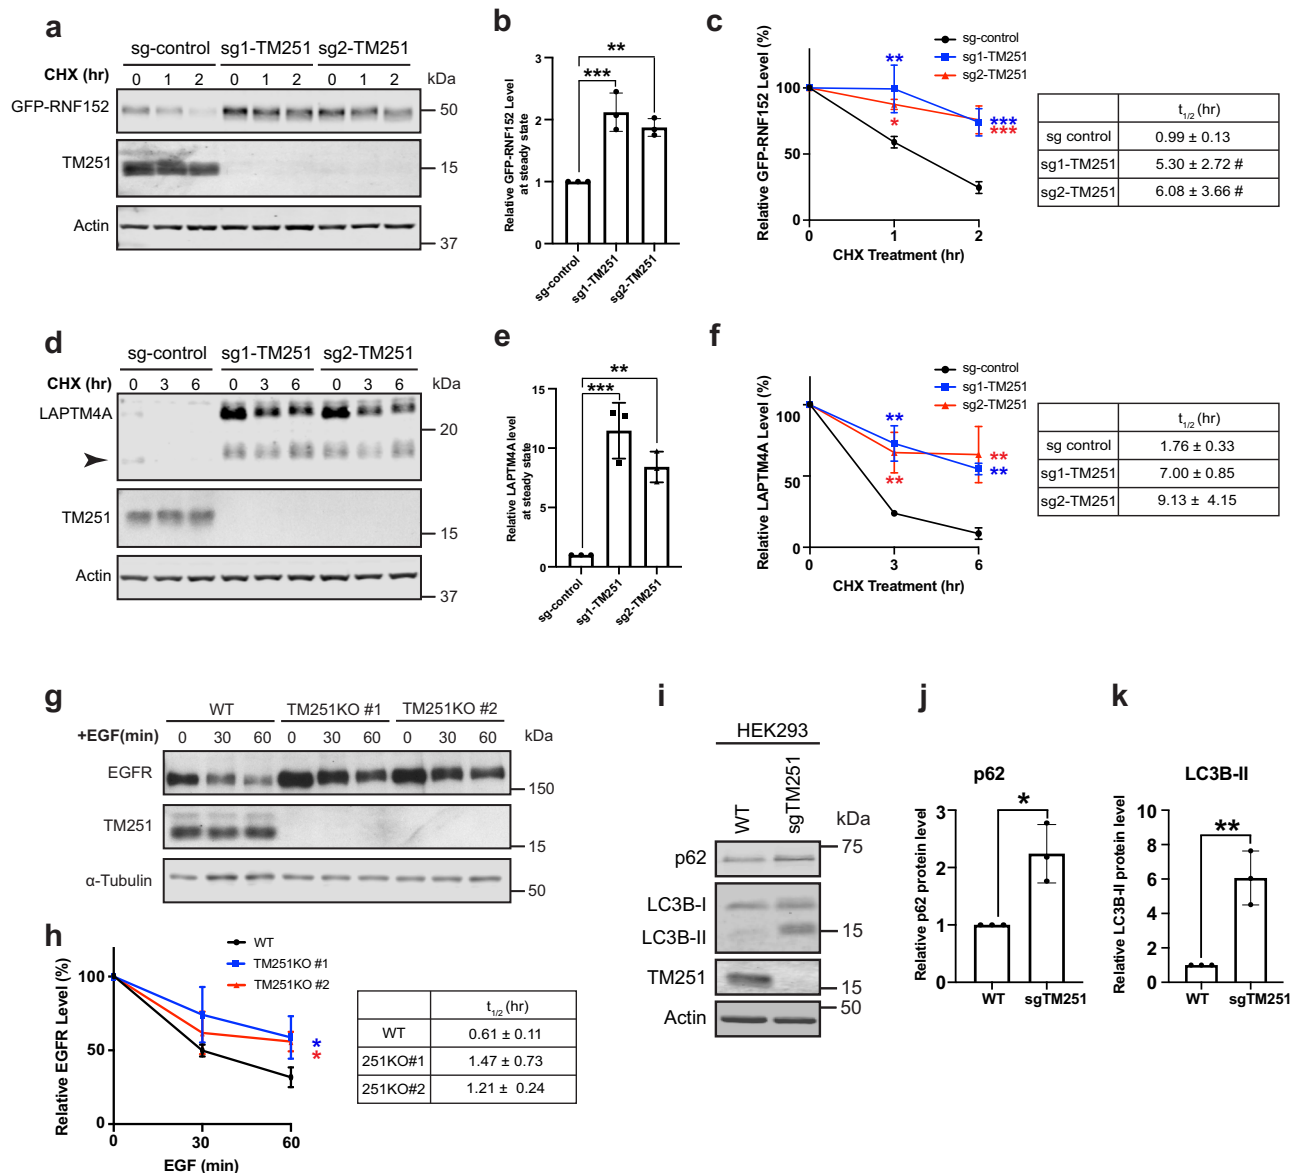 a
sg-control sg1-TM251 sg2-TM251
CHX (hr) 0 1 2 0 1 2 0 1 2 kDa
GFP-RNF152 50
TM251 15
Actin
37
b
Relative GFP-RNF152 Level
at steady state
3
2
1
0
**
***
sg-control
sg1-TM251
sg2-TM251
c
sg-control
sg1-TM251
sg2-TM251
Relative GFP-RNF152 Level (%)
100
50
0
**
*
***
***
0 1 2
CHX Treatment (hr)
t1/2 (hr)
sg control 0.99 ± 0.13
sg1-TM251 5.30 ± 2.72 #
sg2-TM251 6.08 ± 3.66 #
d
sg-control sg1-TM251 sg2-TM251
CHX (hr) 0 3 6 0 3 6 0 3 6 kDa
LAPTM4A
20
TM251
15
Actin
37
e
Relative LAPTM4A level
at steady state
15
10
5
0
**
***
sg-control
sg1-TM251
sg2-TM251
f
sg-control
sg1-TM251
sg2-TM251
Relative LAPTM4A Level (%)
100
50
0
**
**
**
**
0 3 6
CHX Treatment (hr)
t1/2 (hr)
sg control 1.76 ± 0.33
sg1-TM251 7.00 ± 0.85
sg2-TM251 9.13 ± 4.15
g
WT TM251KO #1 TM251KO #2
+EGF(min) 0 30 60 0 30 60 0 30 60 kDa
EGFR
150
TM251
15
α-Tubulin
50
h
WT
TM251KO #1
TM251KO #2
Relative EGFR Level (%)
100
50
0
*
*
0 30 60
EGF (min)
t1/2 (hr)
WT 0.61 ± 0.11
251KO#1 1.47 ± 0.73
251KO#2 1.21 ± 0.24
i
HEK293
WT sgTM251 kDa
p62 75
LC3B-I
LC3B-II 15
TM251 15
Actin 50
j
p62
Relative p62 protein level
3
2
1
0
*
WT sgTM251
k
LC3B-II
Relative LC3B-II protein level
10
8
6
4
2
0
**
WT sgTM251